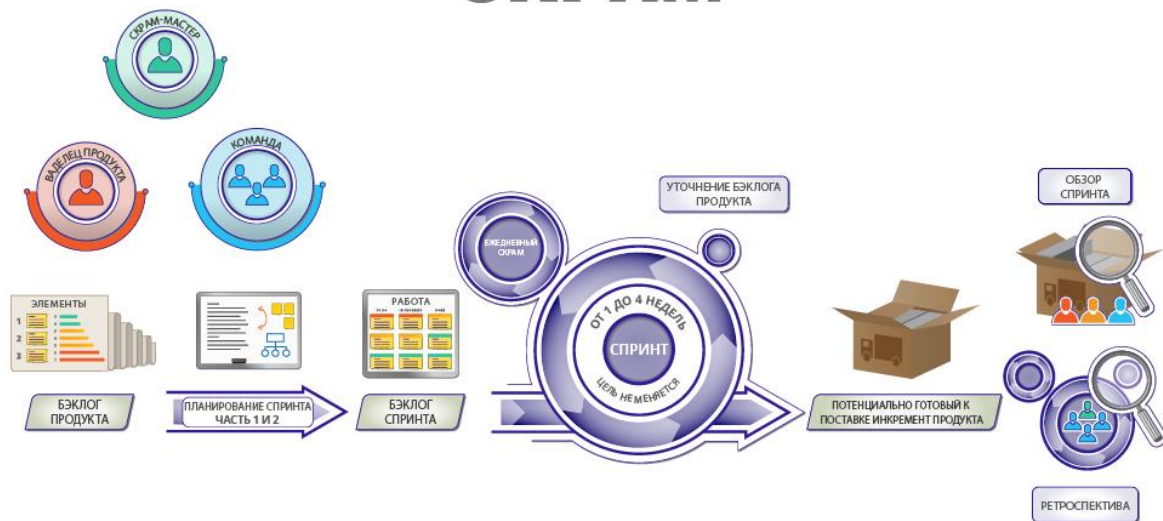 СКРАМ
СКРАМ-МАСТЕР
ВАДЕЛЕЦ ПРОДУКТА
КОМАНДА
УТОЧНЕНИЕ БЭКЛОГА
ПРОДУКТА
ОБЗОР
СПРИНТА
ЕЖЕДНЕВНЫЙ
СКРАМ
ЭЛЕМЕНТЫ
1
2
3
РАБОТА
ОТ 1 ДО 4 НЕДЕЛЬ
СПРИНТ
ЦЕЛЬ НЕ МЕНЯЕТСЯ
БЭКЛОГ
ПРОДУКТА
ПЛАНИРОВАНИЕ СПРИНТА
ЧАСТЬ 1 И 2
БЭКЛОГ
СПРИНТА
ПОТЕНЦИАЛЬНО ГОТОВЫЙ К
ПОСТАВКЕ ИНКРЕМЕНТ ПРОДУКТА
РЕТРОСПЕКТИВА